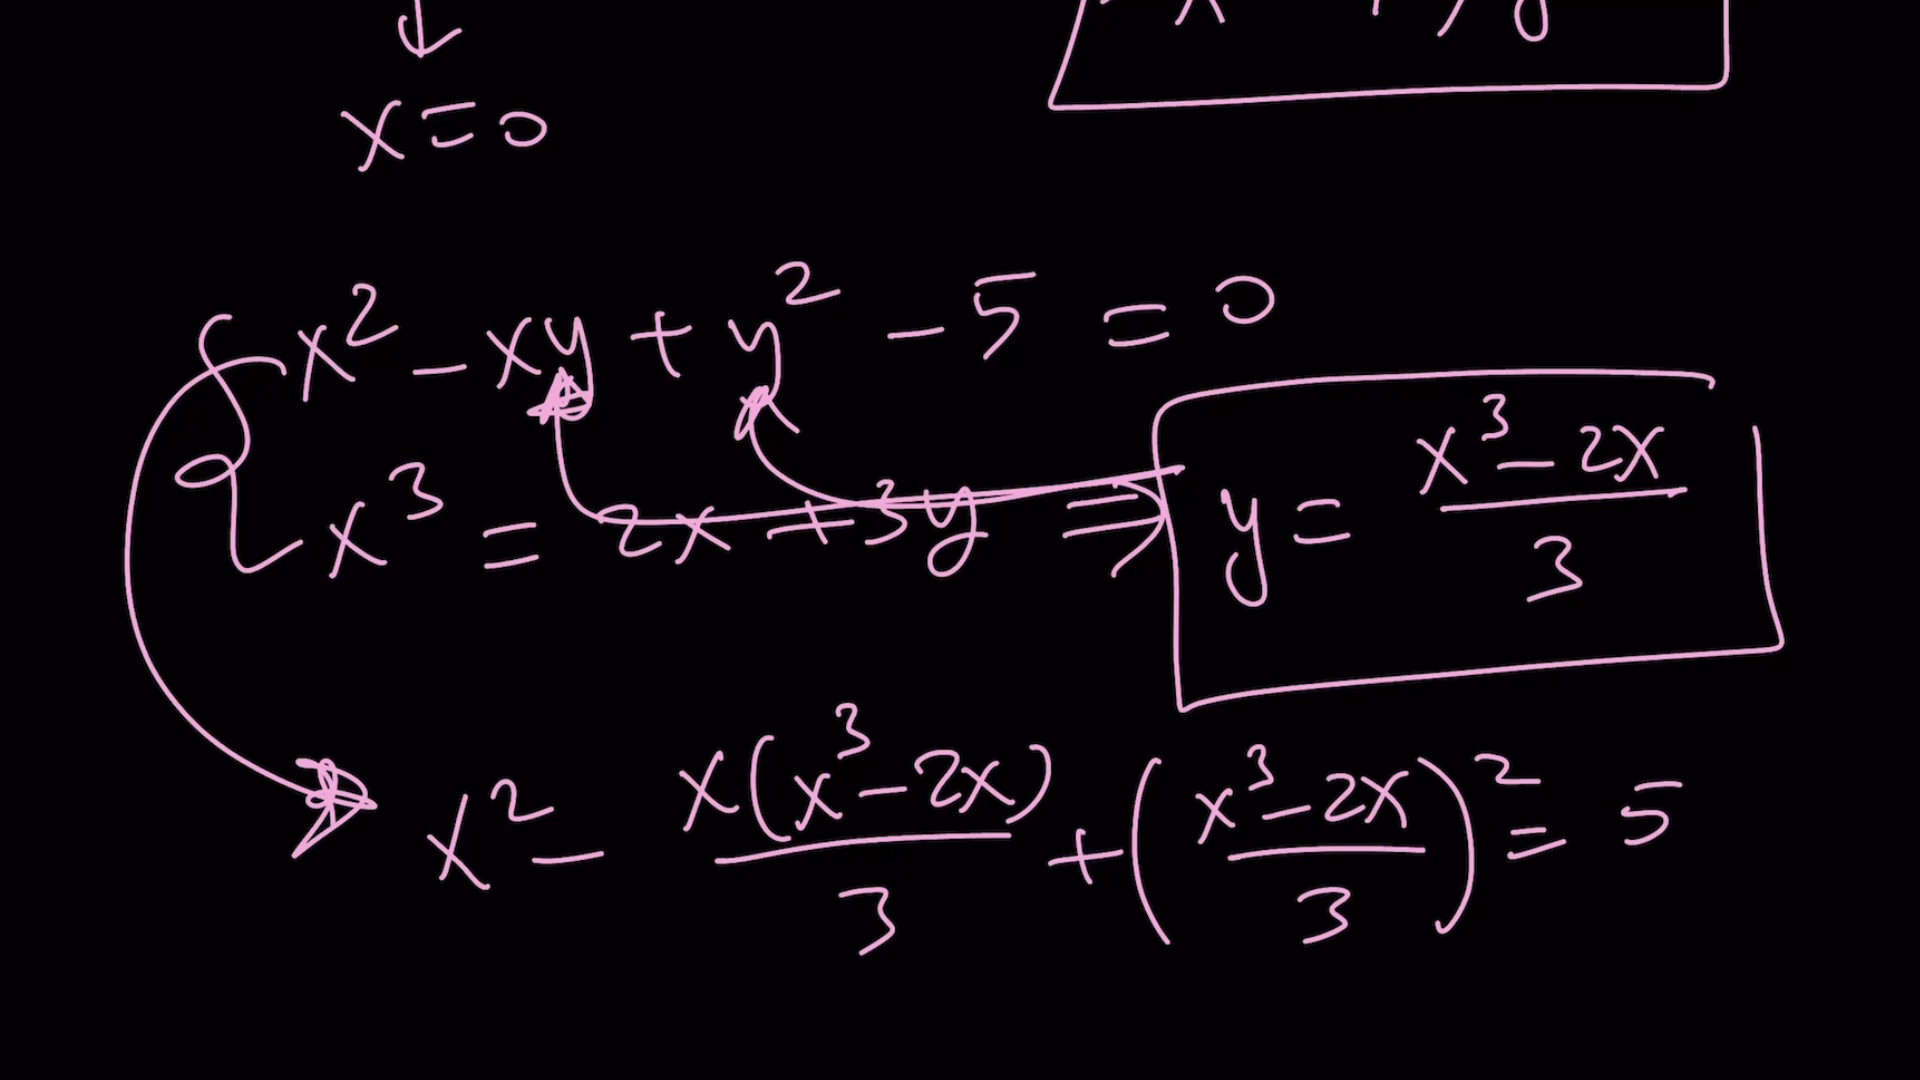 x = 0
x² - xy + y² - 5 = 0
x³ = 2x + 3y ⇒ y = (x³ - 2x)/3
x² - x(x³ - 2x)/3 + ((x³ - 2x)/3)² = 5